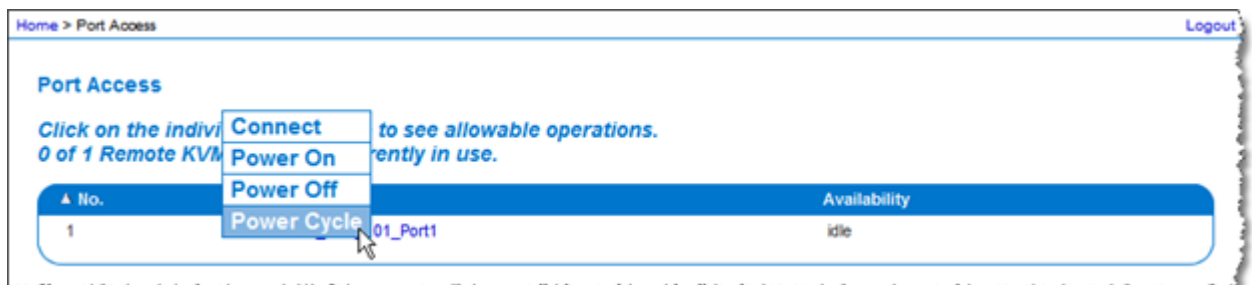 Home > Port Access
Logout
Port Access
Click on the indivi
to see allowable operations.
0 of 1 Remote KVM
rently in use.
Connect
Power On
Power Off
Power Cycle
▲ No.
Availability
1
01_Port1
idle